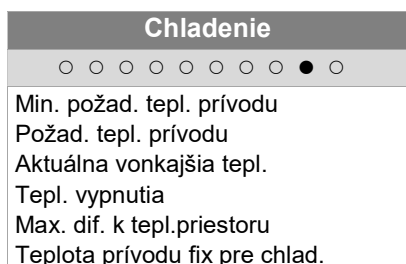 Chladenie
Min. požad. tepl. prívodu
Požad. tepl. prívodu
Aktuálna vonkajšia tepl.
Tepl. vypnutia
Max. dif. k tepl.priestoru
Teplota prívodu fix pre chlad.